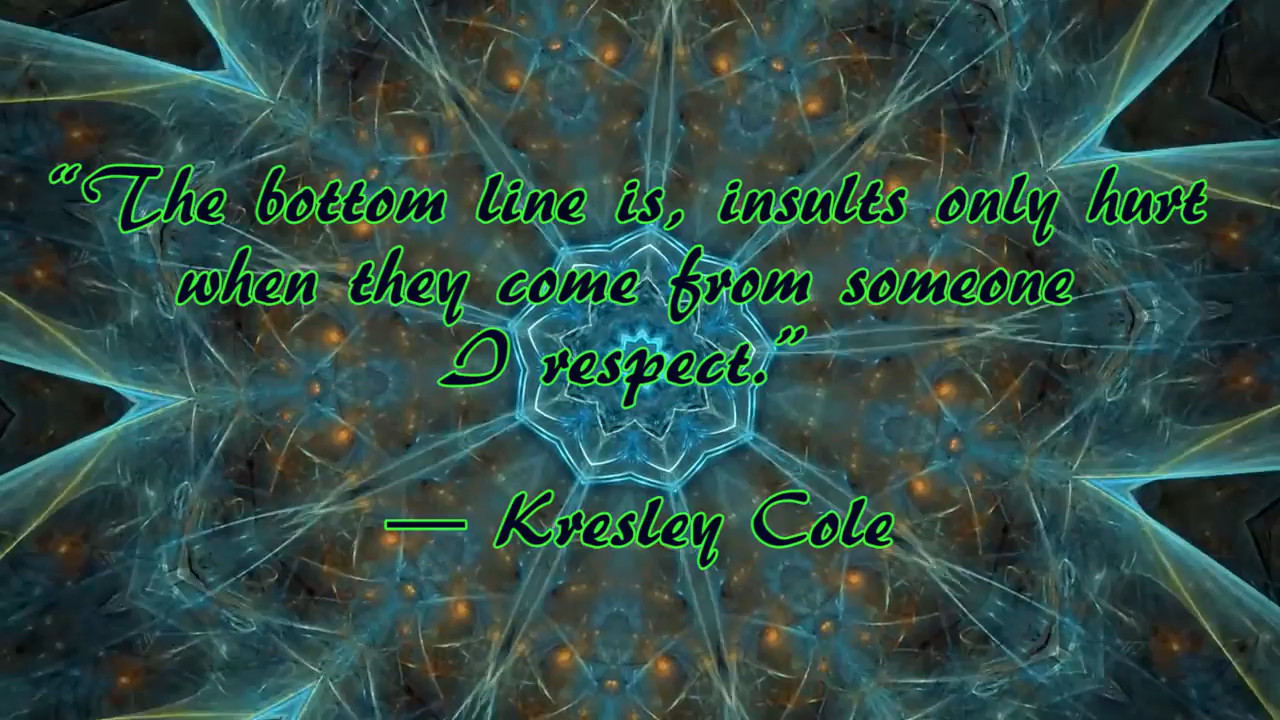 “The bottom line is, insults only hurt
when they come from someone
I respect.”
— Kresley Cole